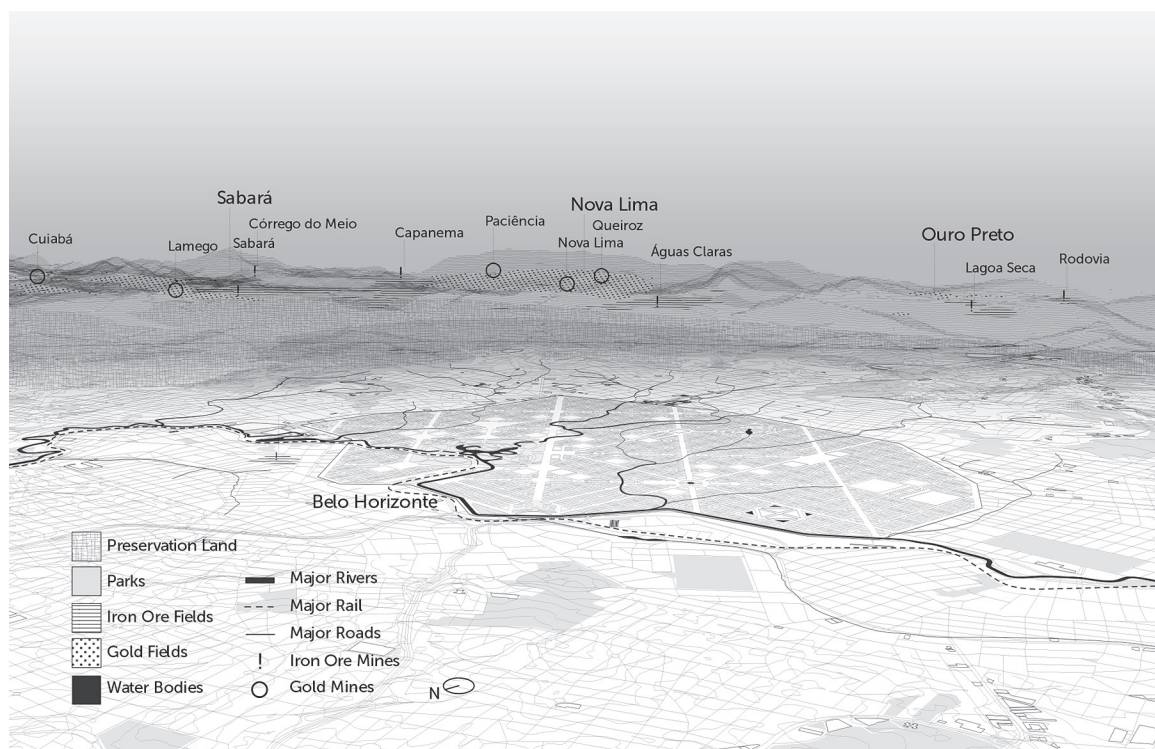 Sabará
Nova Lima
Córrego do Meio
Paciência
Queiroz
Capanema
Ouro Preto
Cuiabá
Lamego
Sabará
Nova Lima
Águas Claras
Lagoa Seca
Rodovia
Belo Horizonte
Preservation Land
Parks
Iron Ore Fields
Gold Fields
Water Bodies
Major Rivers
Major Rail
Major Roads
Iron Ore Mines
Gold Mines
N